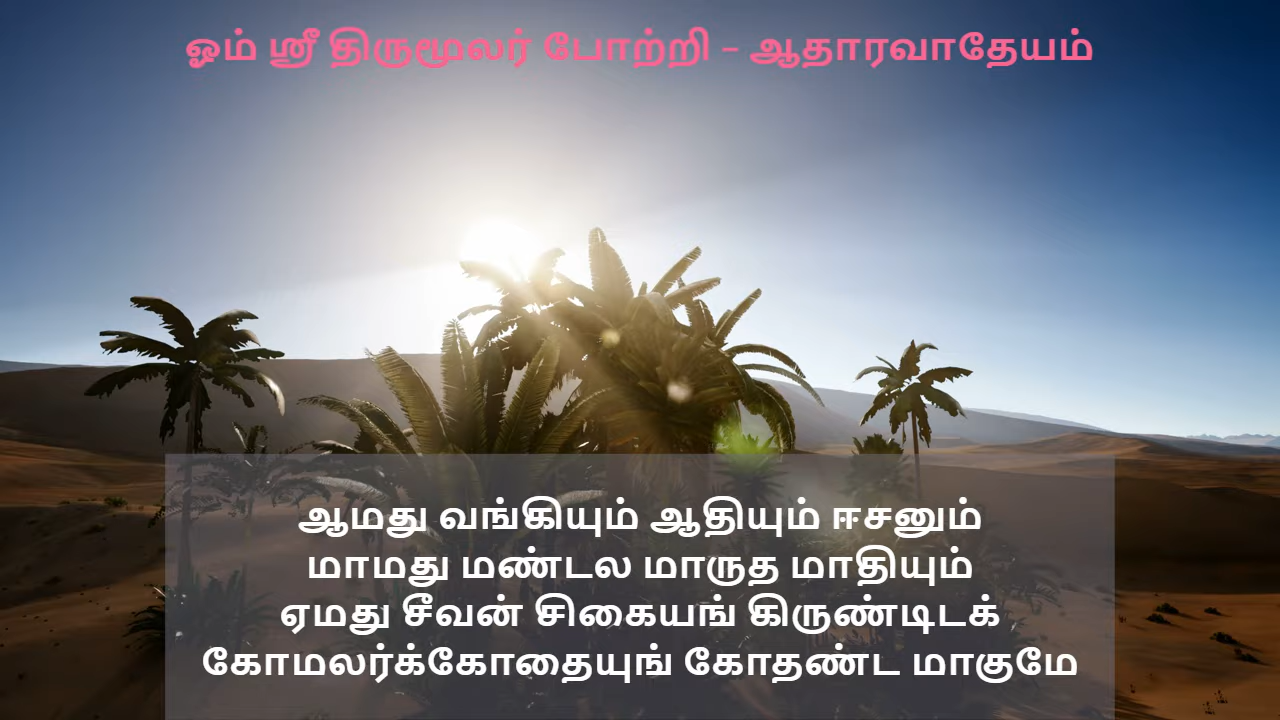 ஓம் ஸ்ரீ திருமூலர் போற்றி – ஆதாரவாதேயம்
ஆமது வங்கியும் ஆதியும் ஈசனும்
மாமது மண்டல மாருத மாதியும்
ஏமது சீவன் சிகையங் கிருண்டிடக்
கோமலர்க்கோதையுங் கோதண்ட மாகுமே